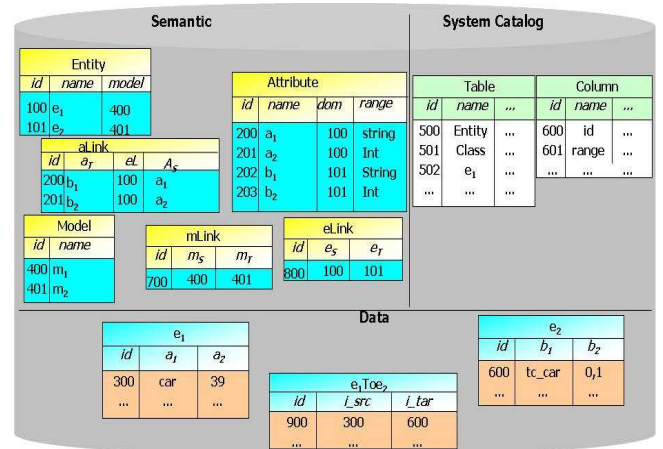 Semantic System Catalog
Entity
id name model
100 e1 400
101 e2 401
Attribute
id name dom range
200 a1 100 string
201 a2 100 Int
202 b1 101 String
203 b2 101 Int
Table
id name ...
500 Entity ...
501 Class ...
502 e1 ...
... ... ...
Column
id name ...
600 id ...
601 range ...
... ... ...
aLink
id aT eL AS
200 b1 100 a1
201 b2 100 a2
Model
id name
400 m1
401 m2
mLink
id mS mT
700 400 401
eLink
id eS eT
800 100 101
Data
e1
id a1 a2
300 car 39
... ... ...
e1Toe2
id i_src i_tar
900 300 600
... ... ...
e2
id b1 b2
600 tc_car 0,1
... ... ...